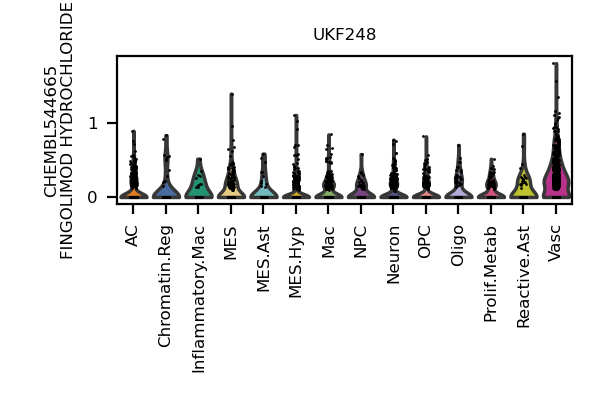 UKF248
CHEMBL544665
FINGOLIMOD HYDROCHLORIDE
1
0
AC
Chromatin.Reg
Inflammatory.Mac
MES
MES.Ast
MES.Hyp
Mac
NPC
Neuron
OPC
Oligo
Prolif.Metab
Reactive.Ast
Vasc